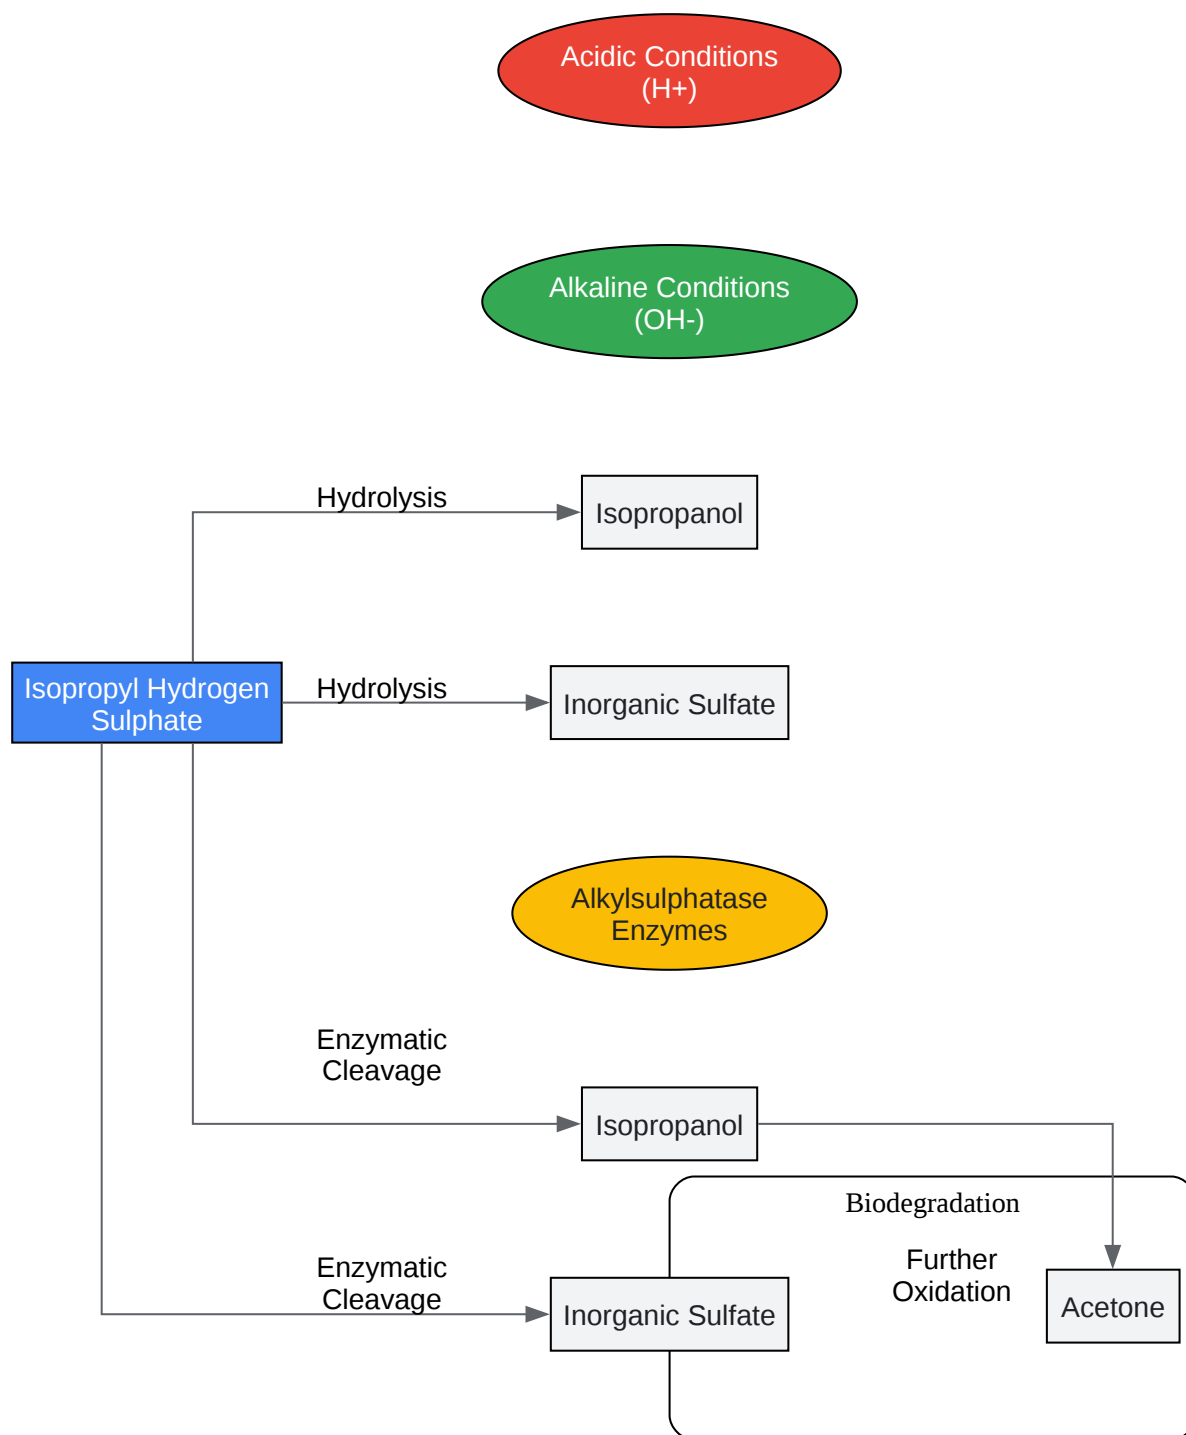 Acidic Conditions
(H+)
Alkaline Conditions
(OH-)
Hydrolysis
Isopropanol
Isopropyl Hydrogen
Sulphate
Hydrolysis
Inorganic Sulfate
Alkylsulphatase
Enzymes
Enzymatic
Cleavage
Isopropanol
Biodegradation
Further
Oxidation
Enzymatic
Cleavage
Inorganic Sulfate
Acetone